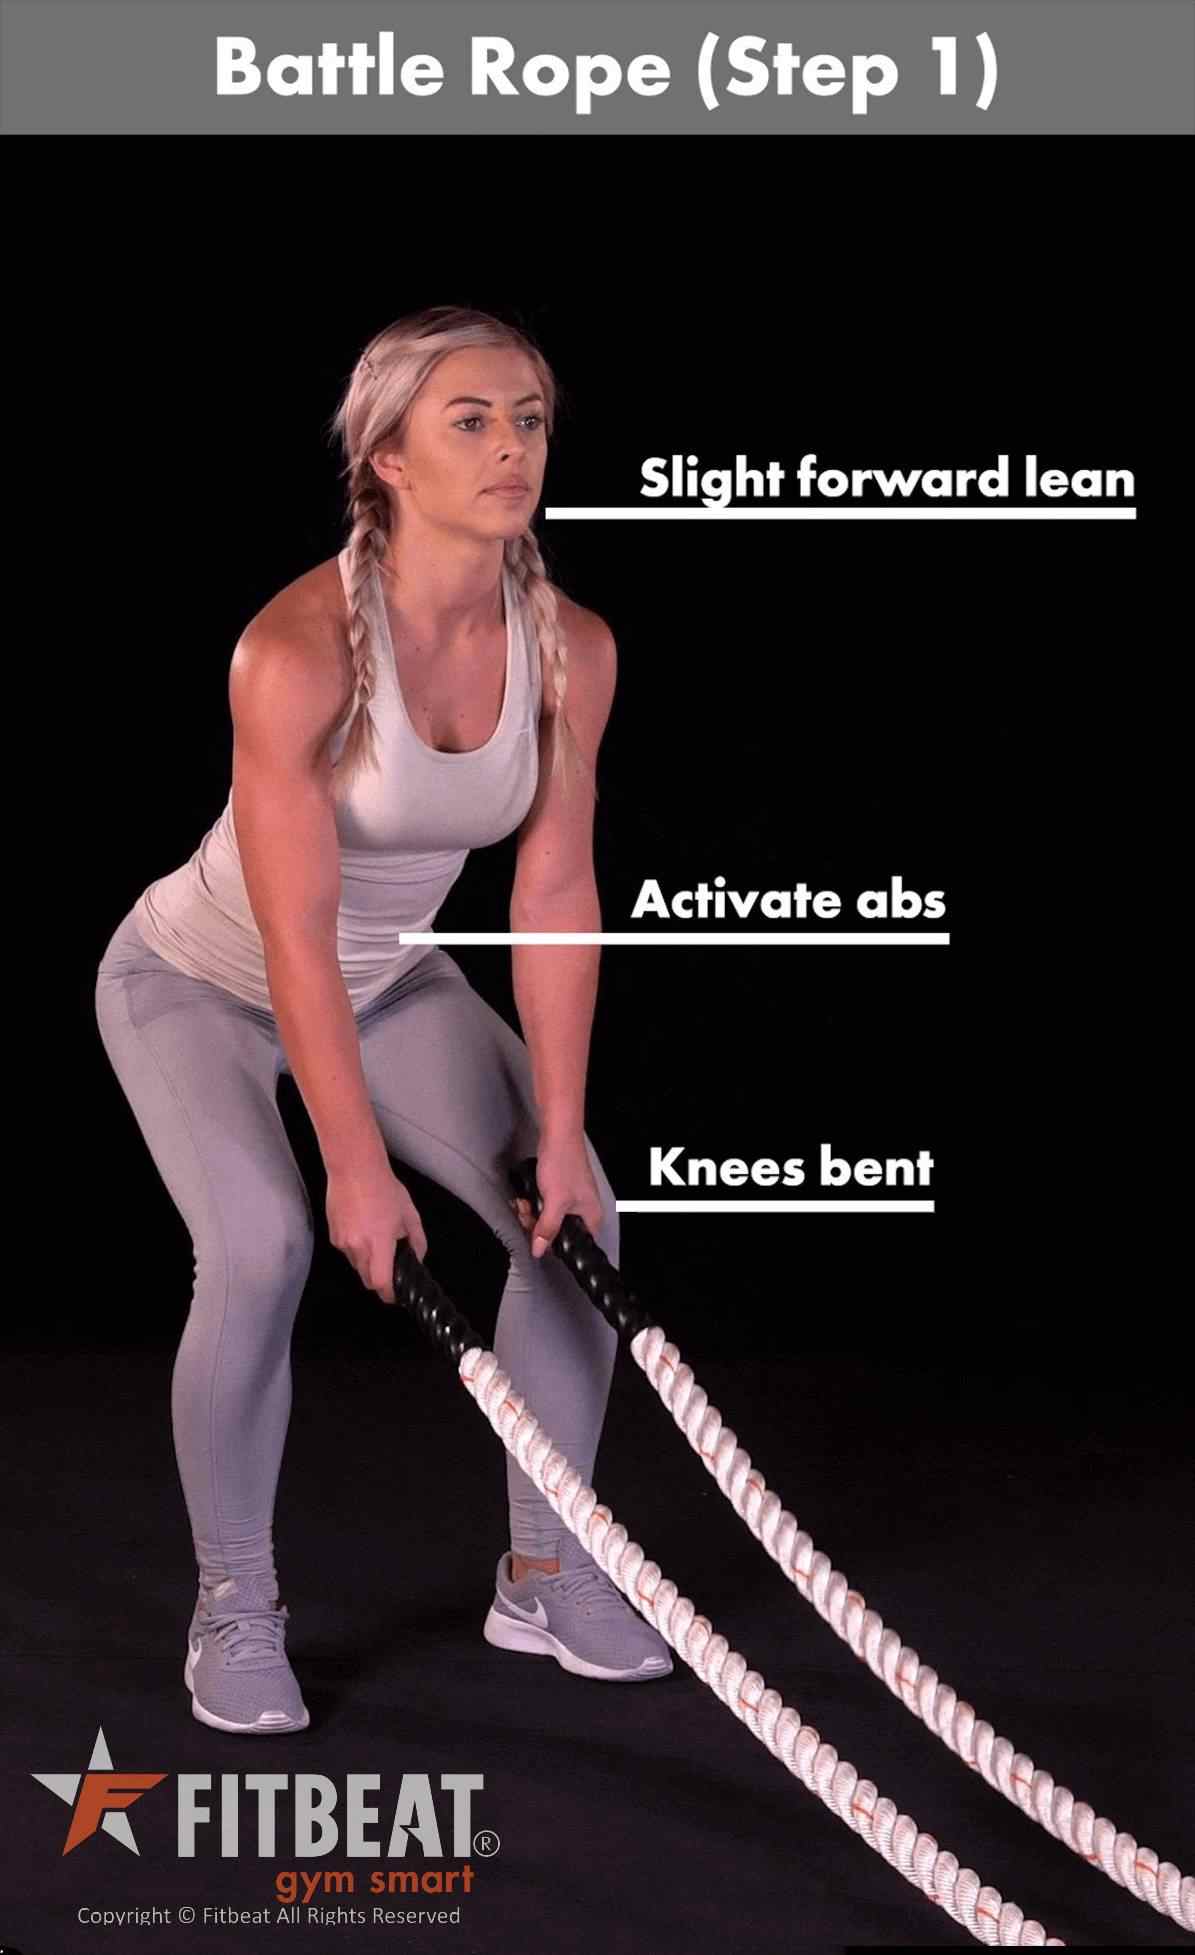 Battle Rope (Step 1)
Slight forward lean
Activate abs
Knees bent
FITBEAT®
gym smart
Copyright © Fitbeat All Rights Reserved